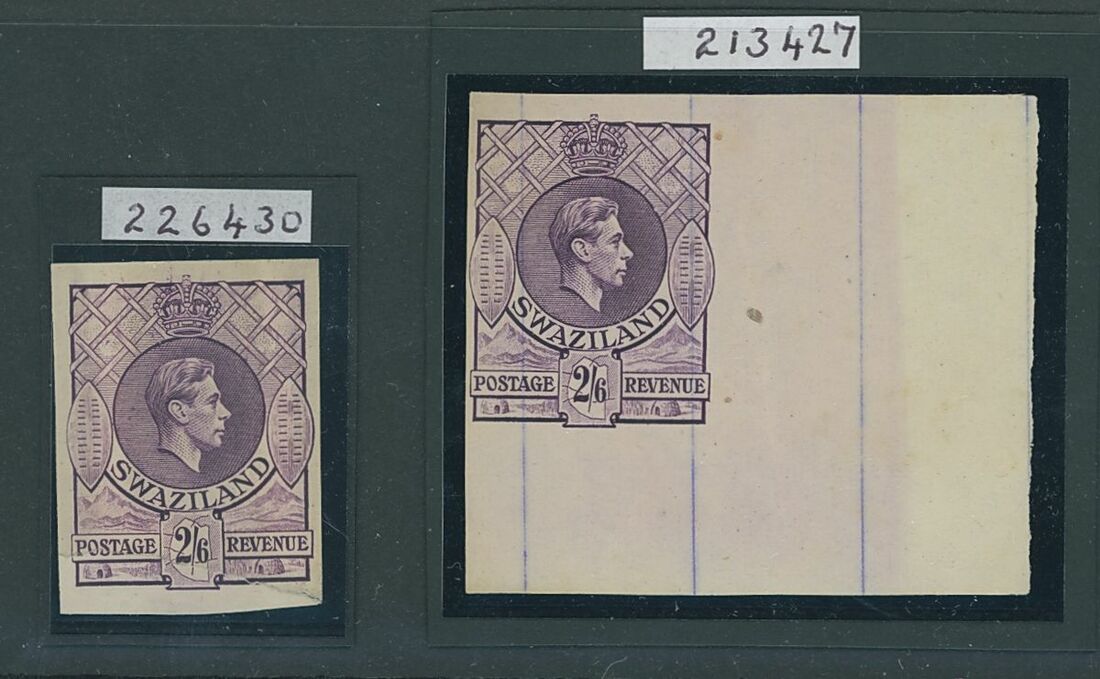 226430
SWAZILAND
POSTAGE 2/6 REVENUE
213427
SWAZILAND
POSTAGE 2/6 REVENUE